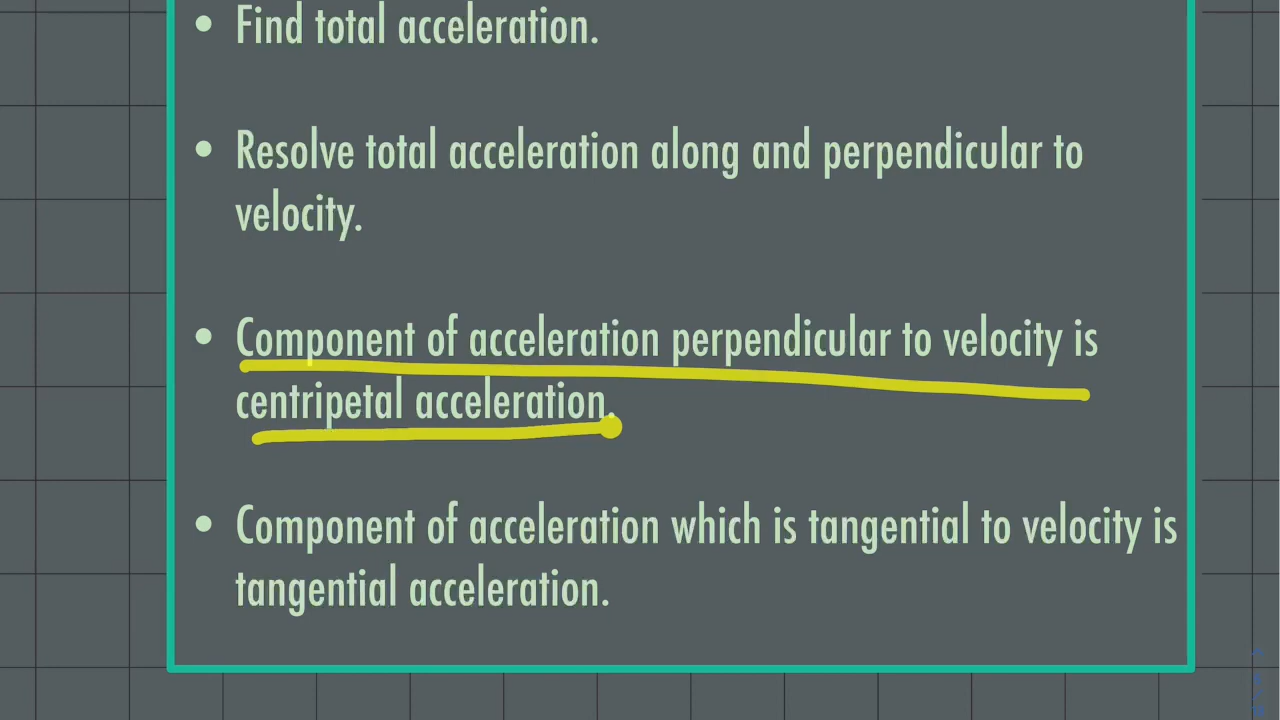 • Find total acceleration.
• Resolve total acceleration along and perpendicular to
velocity.
• Component of acceleration perpendicular to velocity is
centripetal acceleration.
• Component of acceleration which is tangential to velocity is
tangential acceleration.